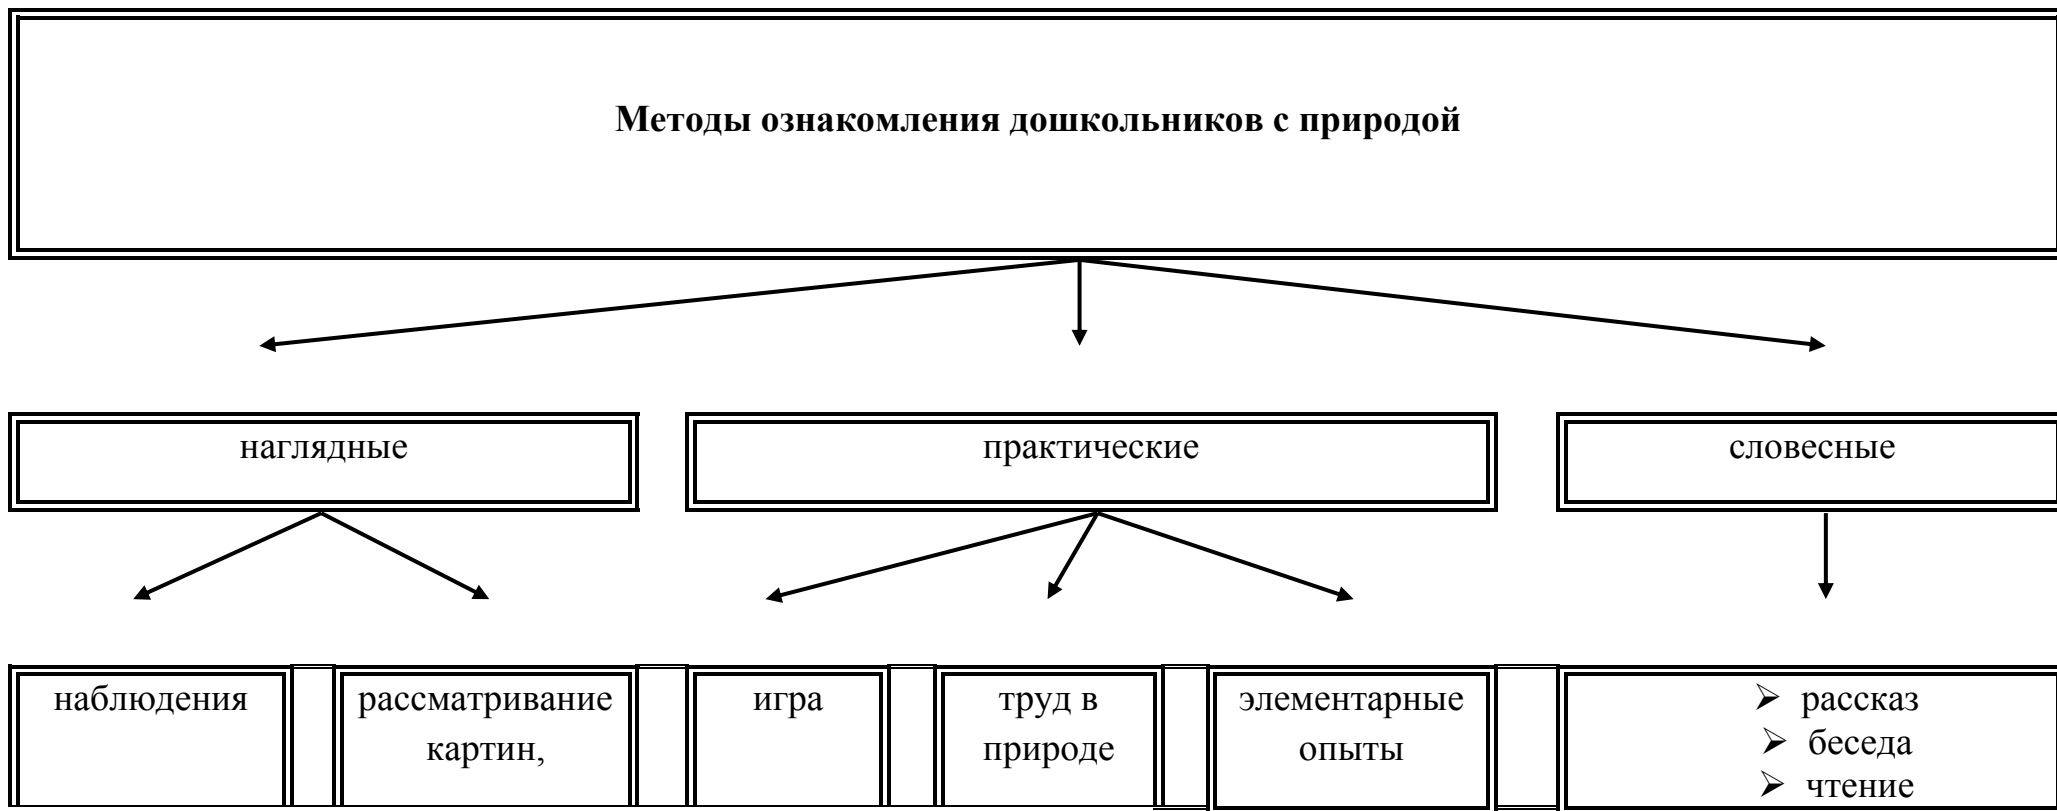 Методы ознакомления дошкольников с природой
наглядные
практические
словесные
наблюдения
рассматривание
картин,
игра
труд в
природе
элементарные
опыты
➢ рассказ
➢ беседа
➢ чтение